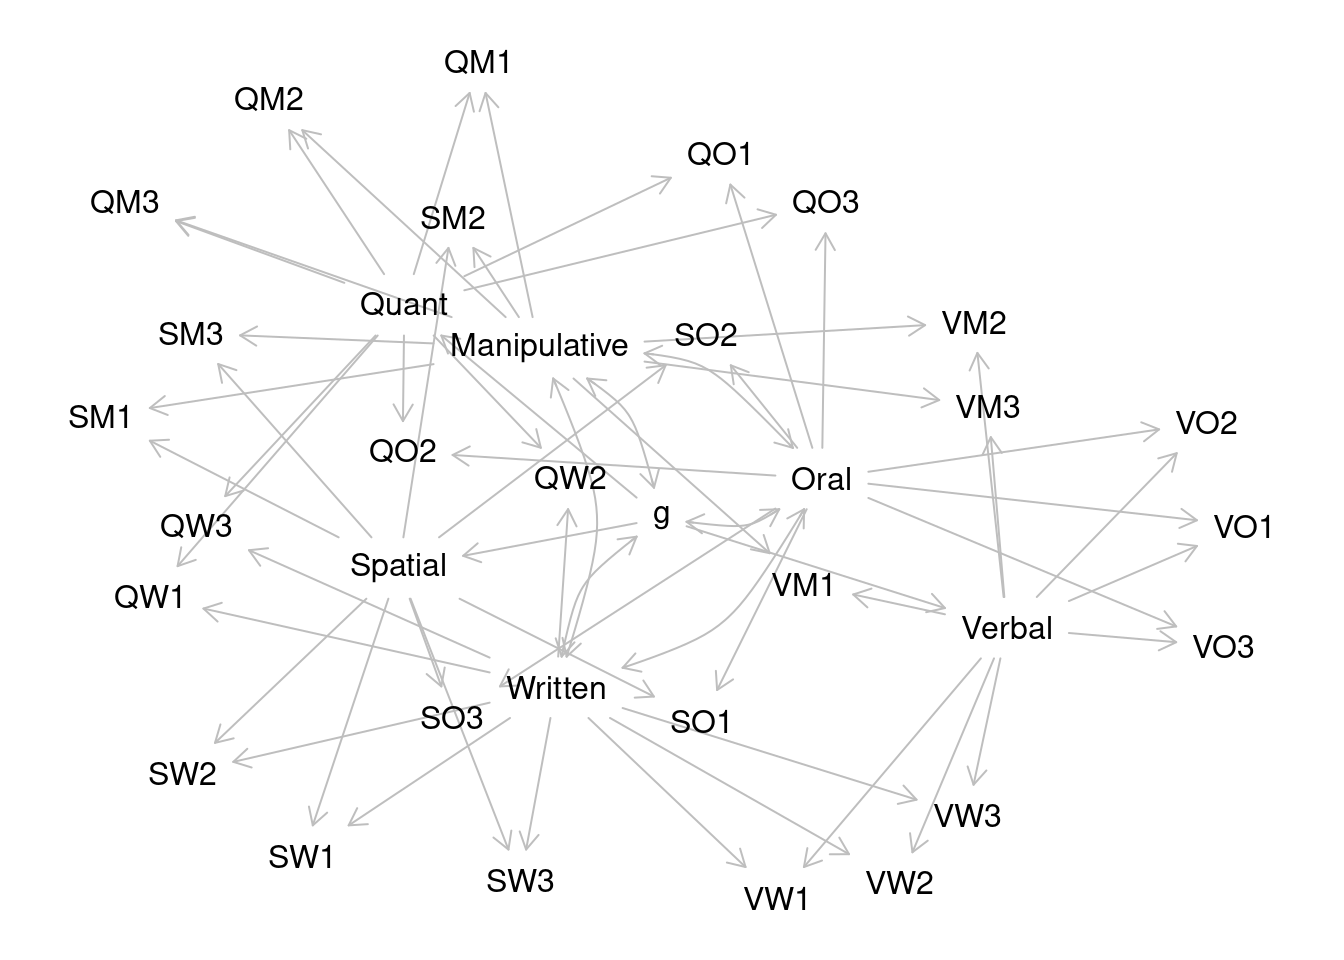 QM1
QM2
QO1
QM3
QO3
SM2
Quant
VM2
SM3
SO2
Manipulative
VM3
SM1
VO2
QO2
QW2
Oral
g
QW3
VO1
Spatial
VM1
QW1
Verbal
VO3
Written
SO3
SO1
SW2
VW3
SW1
SW3
VW2
VW1